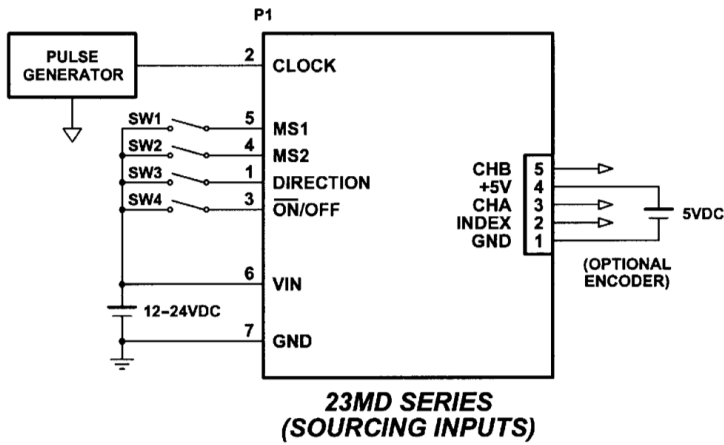 P1
PULSE
GENERATOR
2 CLOCK
SW1 5 MS1
SW2 4 MS2
SW3 1 DIRECTION
SW4 3 O̅N̅/OFF
6 VIN
12–24VDC
7 GND
CHB 5
+5V 4
CHA 3
INDEX 2
GND 1
5VDC
(OPTIONAL
ENCODER)
23MD SERIES
(SOURCING INPUTS)